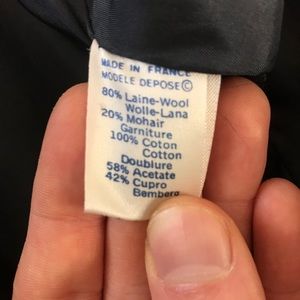 MADE IN FRANCE
MODELE DEPOSE©
80% Laine-Wool
Wolle-Lana
20% Mohair
Garniture
100% Coton
Cotton
Doublure
58% Acetate
42% Cupro
Bemberg